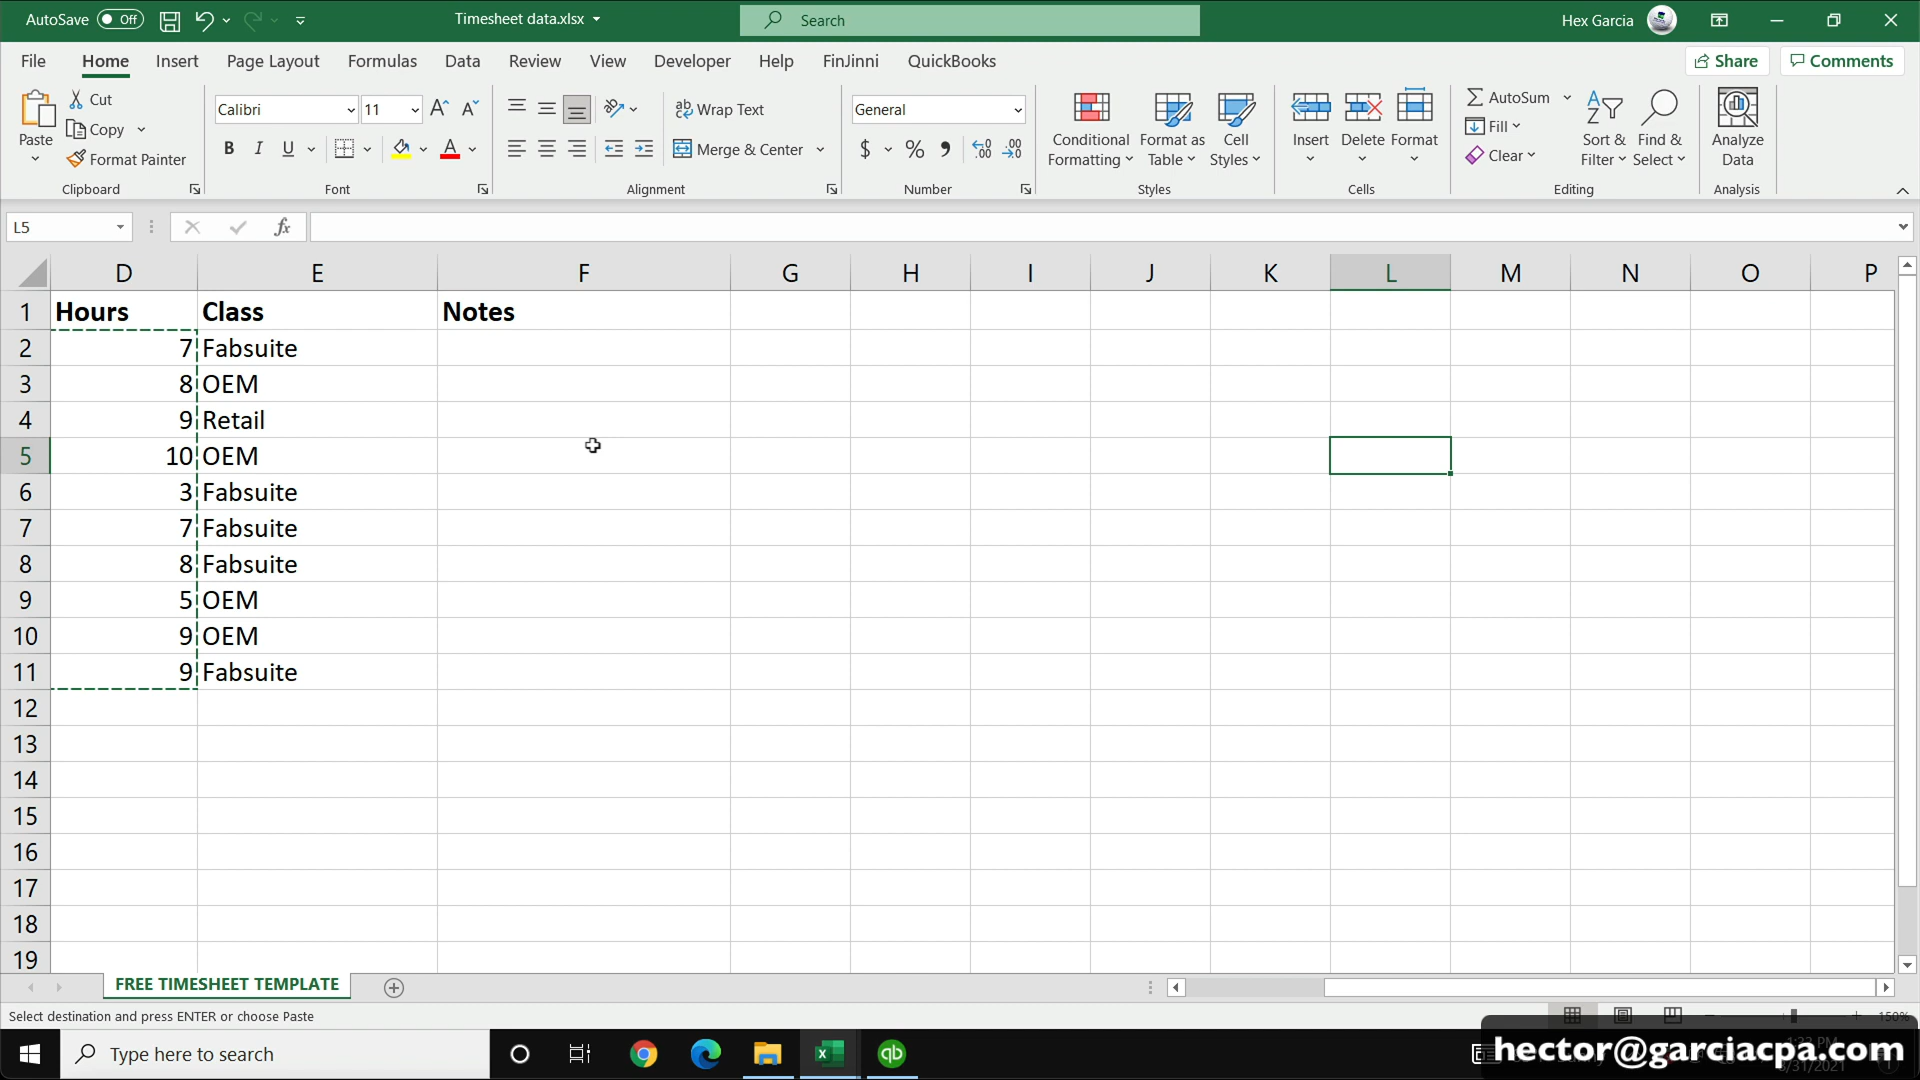 AutoSave Off Timesheet data.xlsx Search Hex Garcia
File Home Insert Page Layout Formulas Data Review View Developer Help FinJinni QuickBooks Share Comments
Paste Cut Copy Format Painter Clipboard
Calibri 11 B I U A A A Font
ab Wrap Text Merge & Center Alignment
General $ % , .00 .00 Number
Conditional Formatting Format as Table Cell Styles Styles
Insert Delete Format Cells
AutoSum Fill Clear Sort & Filter Find & Select Editing
Analyze Data Analysis
L5 fx
D E F G H I J K L M N O P
1 Hours Class Notes
2 7 Fabsuite
3 8 OEM
4 9 Retail
5 10 OEM
6 3 Fabsuite
7 7 Fabsuite
8 8 Fabsuite
9 5 OEM
10 9 OEM
11 9 Fabsuite
12
13
14
15
16
17
18
19
FREE TIMESHEET TEMPLATE
Select destination and press ENTER or choose Paste 150%
Type here to search qb
hector@garciacpa.com